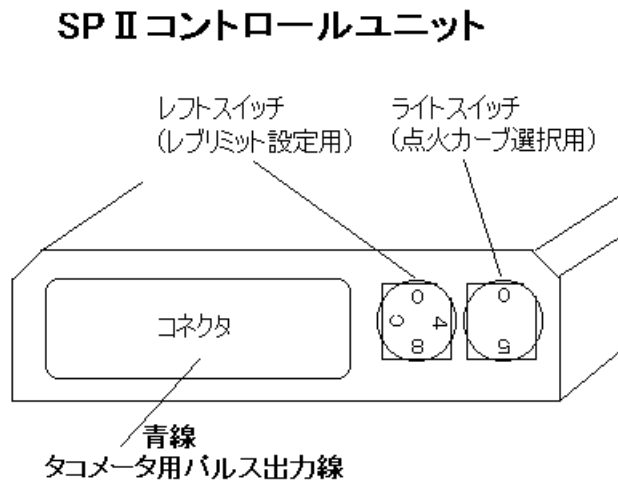 SP Ⅱ コントロールユニット
レフトスイッチ
(レブリミット設定用)
ライトスイッチ
(点火カーブ選択用)
コネクタ
0
4
8
C
0
5
青線
タコメータ用パルス出力線